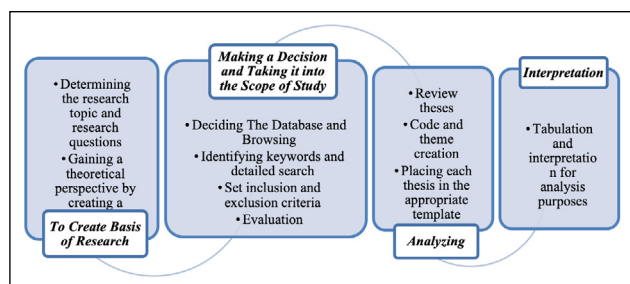 • Determining
the research
topic and
research
questions
• Gaining a
theoretical
perspective by
creating a
To Create Basis
of Research
Making a Decision
and Taking it into
the Scope of Study
• Deciding The Database and
Browsing
• Identifying keywords and
detailed search
• Set inclusion and
exclusion criteria
• Evaluation
• Review
theses
• Code and
theme
creation
• Placing each
thesis in the
appropriate
template
Analyzing
Interpretation
• Tabulation
and
interpretatio
n for
analysis
purposes